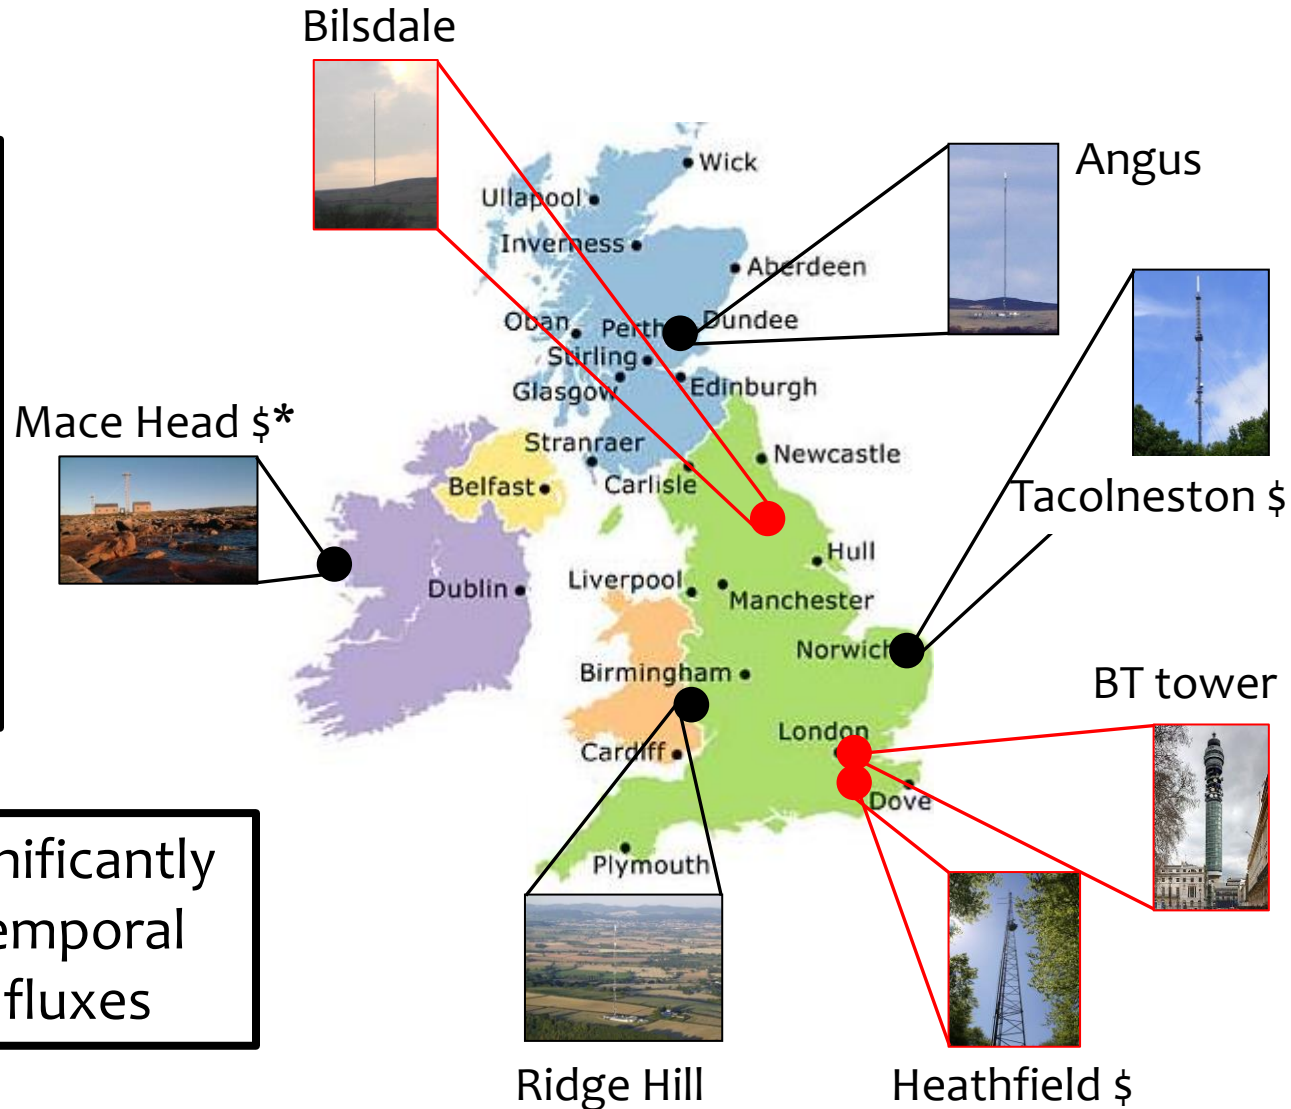 Bilsdale
Wick
Angus
Ullapool
Inverness
Aberdeen
Oban
Perth
Dundee
Stirling
Glasgow
Edinburgh
Mace Head $*
Stranraer
Newcastle
Belfast
Carlisle
Tacolneston $
Hull
Dublin
Liverpool
Manchester
Norwich
Birmingham
BT tower
London
Cardiff
Dove
nificantly
Plymouth
emporal
fluxes
Ridge Hill
Heathfield $